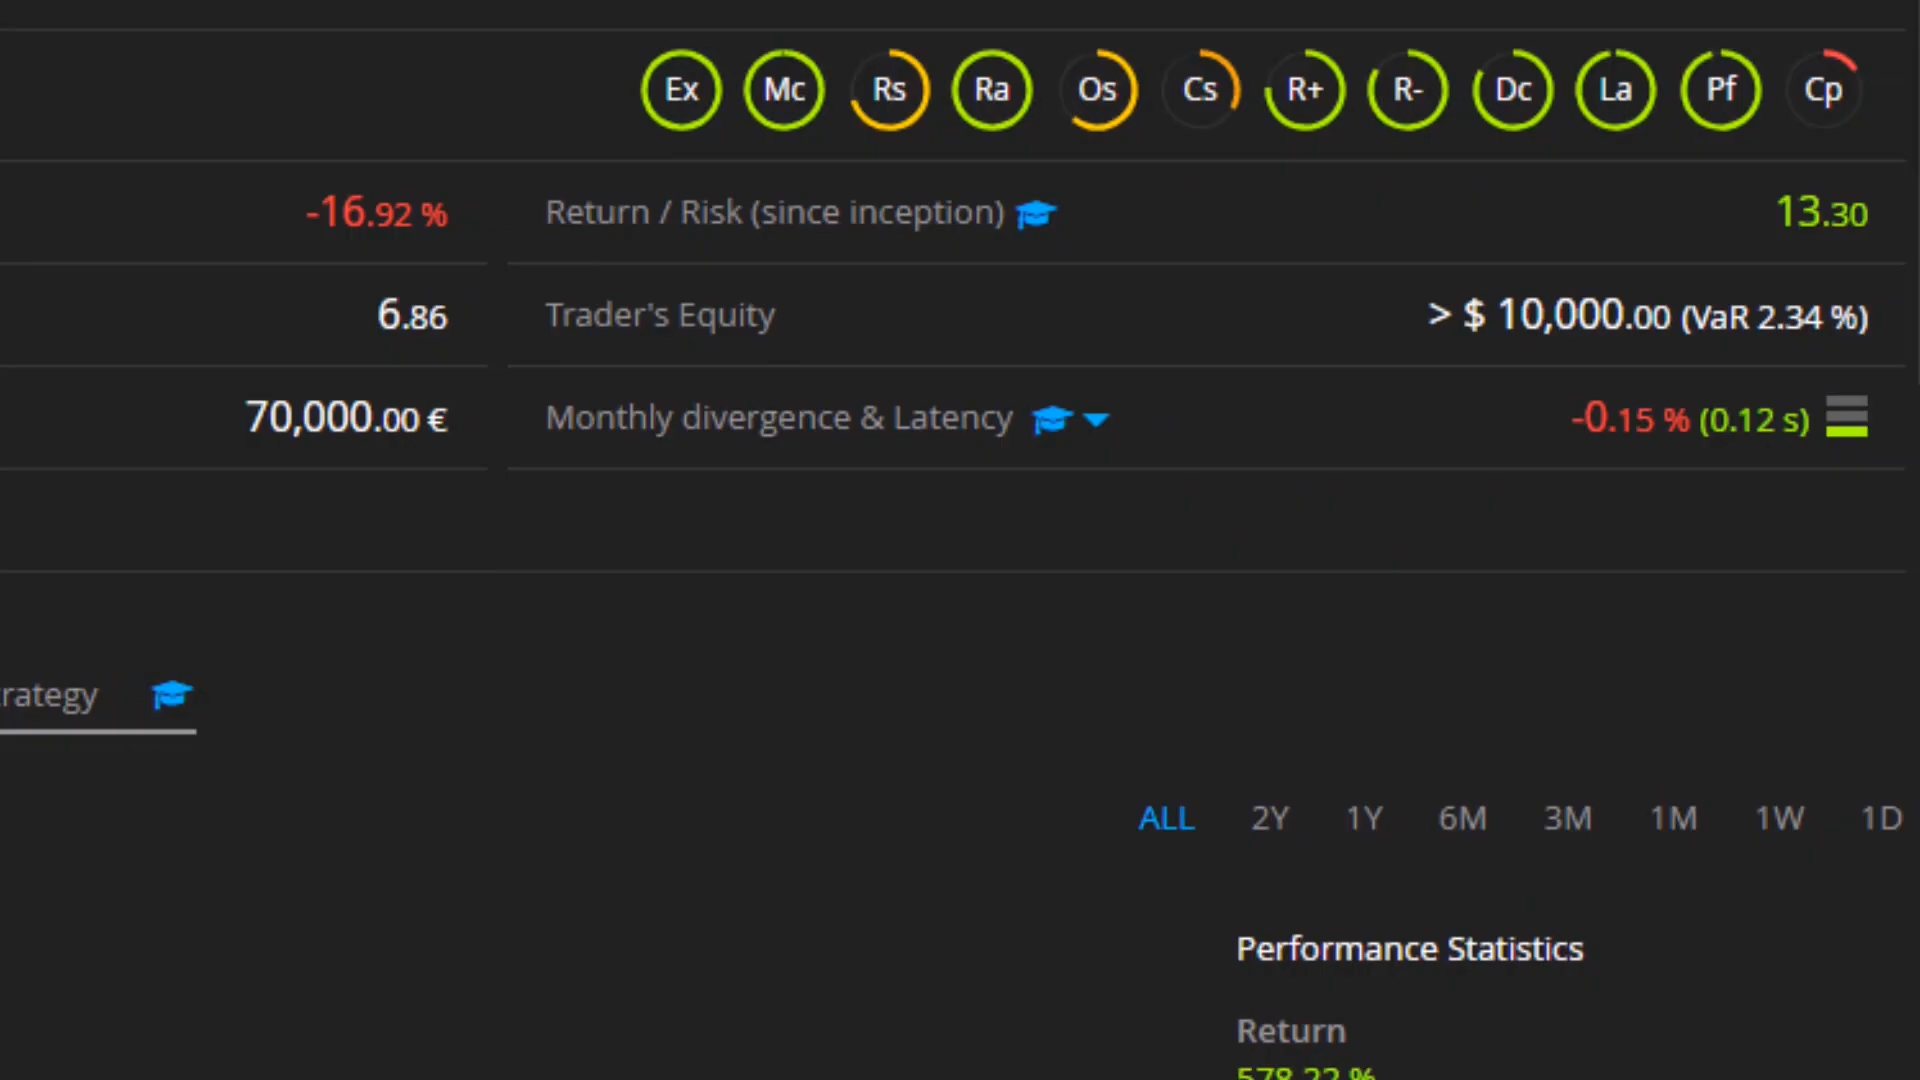 Ex Mc Rs Ra Os Cs R+ R- Dc La Pf Cp
-16.92 % Return / Risk (since inception) 13.30
6.86 Trader's Equity > $ 10,000.00 (VaR 2.34 %)
70,000.00 € Monthly divergence & Latency -0.15 % (0.12 s)
rategy
ALL 2Y 1Y 6M 3M 1M 1W 1D
Performance Statistics
Return
578.22 %